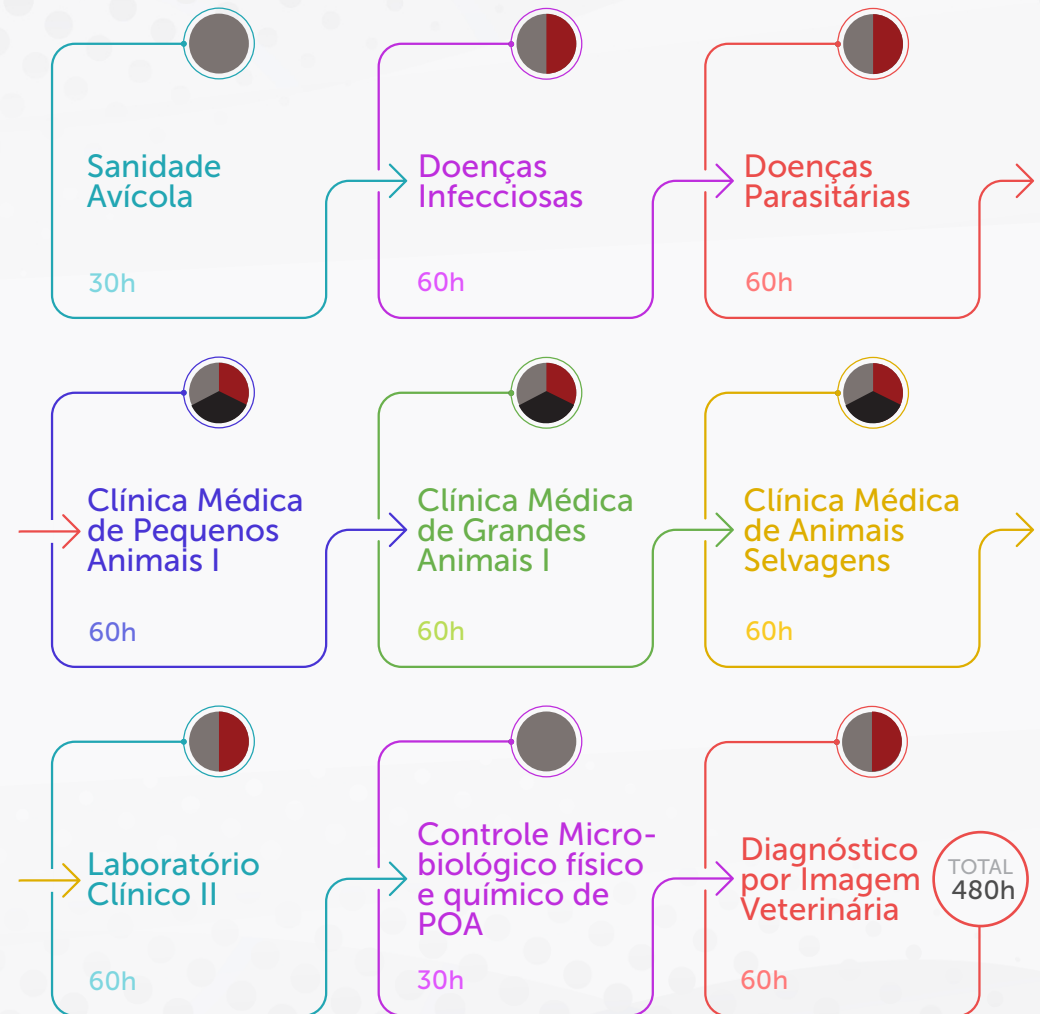 Sanidade
Avícola
30h
Doenças
Infecciosas
60h
Doenças
Parasitárias
60h
Clínica Médica
de Pequenos
Animais I
60h
Clínica Médica
de Grandes
Animais I
60h
Clínica Médica
de Animais
Selvagens
60h
Laboratório
Clínico II
60h
Controle Micro-
biológico físico
e químico de
POA
30h
Diagnóstico
por Imagem
Veterinária
60h
TOTAL
480h